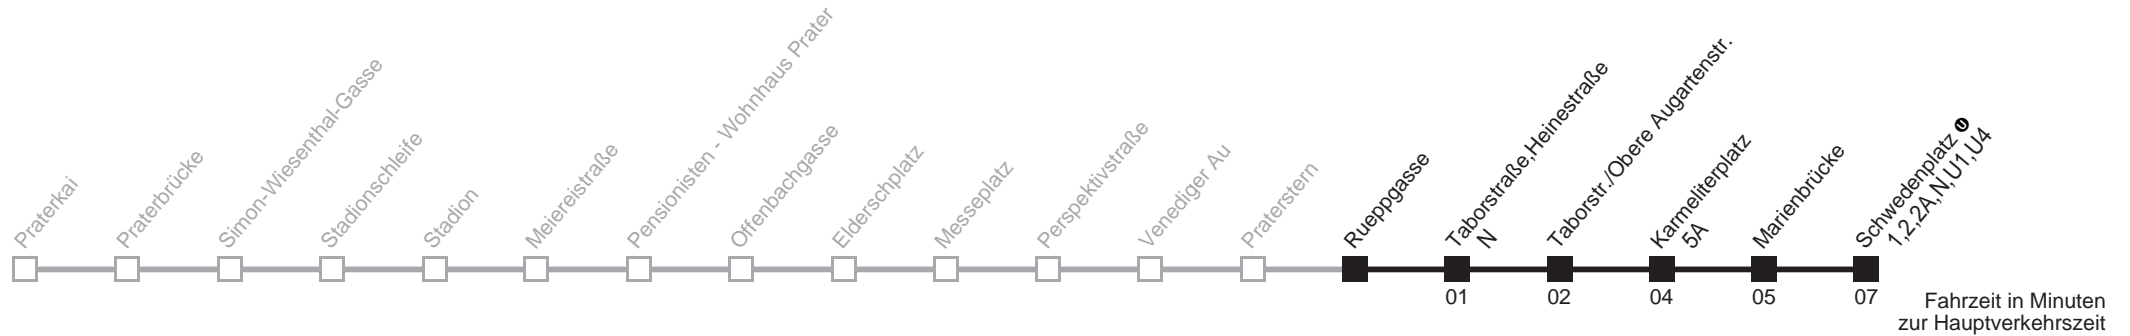 Praterkai
Praterbrücke
Simon-Wiesenthal-Gasse
Stadionschleife
Stadion
Meiereistraße
Pensionisten - Wohnhaus Prater
Offenbachgasse
Elderschplatz
Messeplatz
Perspektivstraße
Venediger Au
Praterstern
Rueppgasse
Taborstraße,Heinestraße
N
Taborstr./Obere Augartenstr.
Karmeliterplatz
5A
Marienbrücke
Schwedenplatz U
1,2,2A,N,U1,U4
01 02 04 05 07
Fahrzeit in Minuten
zur Hauptverkehrszeit